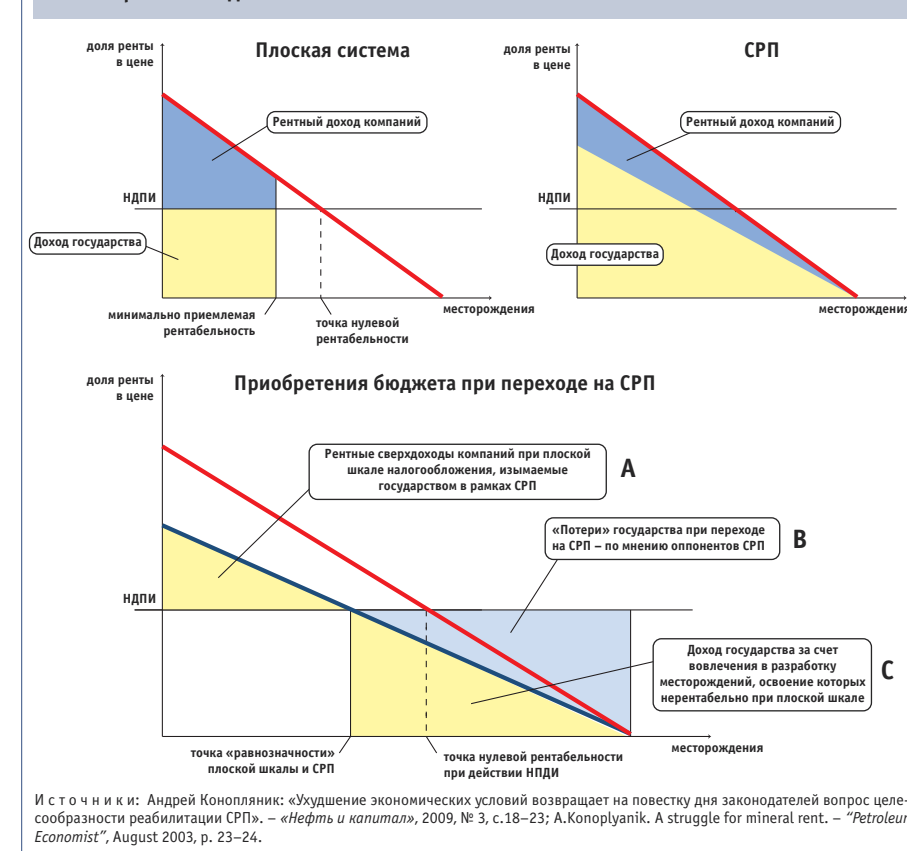 доля ренты
в цене
Плоская система
Рентный доход компаний
НДПИ
Доход государства
минимально приемлемая
рентабельность
точка нулевой
рентабельности
месторождения
доля ренты
в цене
СРП
Рентный доход компаний
НДПИ
Доход государства
месторождения
доля ренты
в цене
Приобретения бюджета при переходе на СРП
Рентные сверхдоходы компаний при плоской
шкале налогообложения, изымаемые
государством в рамках СРП
A
«Потери» государства при переходе
на СРП – по мнению оппонентов СРП
B
НДПИ
Доход государства за счет
вовлечения в разработку
месторождений, освоение которых
нерентабельно при плоской шкале
C
точка «равнозначности»
плоской шкалы и СРП
точка нулевой рентабельности
при действии НПДИ
месторождения
Источники: Андрей Конопляник: «Ухудшение экономических условий возвращает на повестку дня законодателей вопрос целе-
сообразности реабилитации СРП». – «Нефть и капитал», 2009, № 3, с.18–23; A.Konoplyanik. A struggle for mineral rent. – “Petroleum
Economist”, August 2003, p. 23–24.